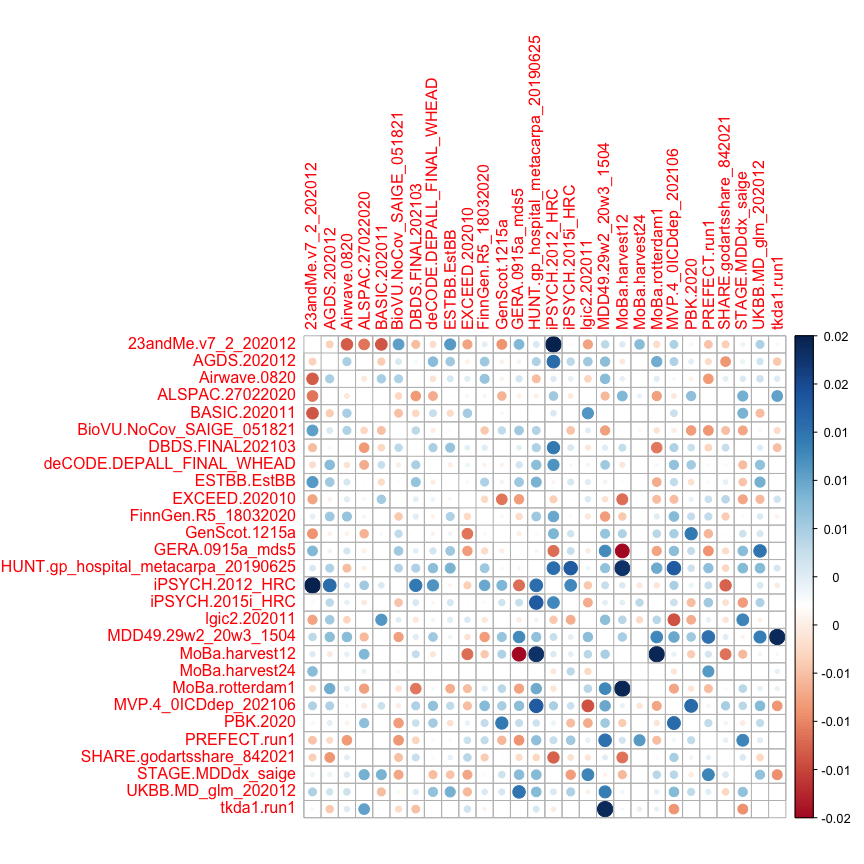 23andMe.v7_2_202012
AGDS.202012
Airwave.0820
ALSPAC.27022020
BASIC.202011
BioVU.NoCov_SAIGE_051821
DBDS.FINAL202103
deCODE.DEPALL_FINAL_WHEAD
ESTBB.EstBB
EXCEED.202010
FinnGen.R5_18032020
GenScot.1215a
GERA.0915a_mds5
HUNT.gp_hospital_metacarpa_20190625
iPSYCH.2012_HRC
iPSYCH.2015i_HRC
lgic2.202011
MDD49.29w2_20w3_1504
MoBa.harvest12
MoBa.harvest24
MoBa.rotterdam1
MVP.4_0ICDdep_202106
PBK.2020
PREFECT.run1
SHARE.godartsshare_842021
STAGE.MDDdx_saige
UKBB.MD_glm_202012
tkda1.run1
23andMe.v7_2_202012
AGDS.202012
Airwave.0820
ALSPAC.27022020
BASIC.202011
BioVU.NoCov_SAIGE_051821
DBDS.FINAL202103
deCODE.DEPALL_FINAL_WHEAD
ESTBB.EstBB
EXCEED.202010
FinnGen.R5_18032020
GenScot.1215a
GERA.0915a_mds5
HUNT.gp_hospital_metacarpa_20190625
iPSYCH.2012_HRC
iPSYCH.2015i_HRC
lgic2.202011
MDD49.29w2_20w3_1504
MoBa.harvest12
MoBa.harvest24
MoBa.rotterdam1
MVP.4_0ICDdep_202106
PBK.2020
PREFECT.run1
SHARE.godartsshare_842021
STAGE.MDDdx_saige
UKBB.MD_glm_202012
tkda1.run1
0.02
0.02
0.01
0.01
0.01
0
0
-0.01
-0.01
-0.01
-0.02